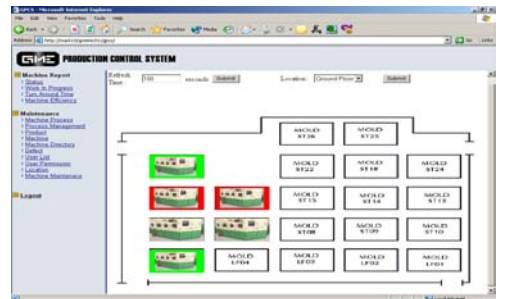 GPCS - Microsoft Internet Explorer
File Edit View Favorites Tools Help
Back Search Favorites Media
Address Go Links
GME PRODUCTION CONTROL SYSTEM
Machine Report
Status
Work In Progress
Turn Around Time
Machine Efficiency
Maintenance
Machine Process
Process Management
Product
Machine
Machine Directory
Defect
User List
User Permission
Location
Machine Maintenance
Logout
Refresh Time seconds Submit Location: Ground Floor Submit
MOLD ST26 MOLD ST25
MOLD ST22 MOLD ST18 MOLD ST24
MOLD ST15 MOLD ST14 MOLD ST13
MOLD ST08 MOLD ST09 MOLD ST10
MOLD LF04 MOLD LF03 MOLD LF02 MOLD LF01